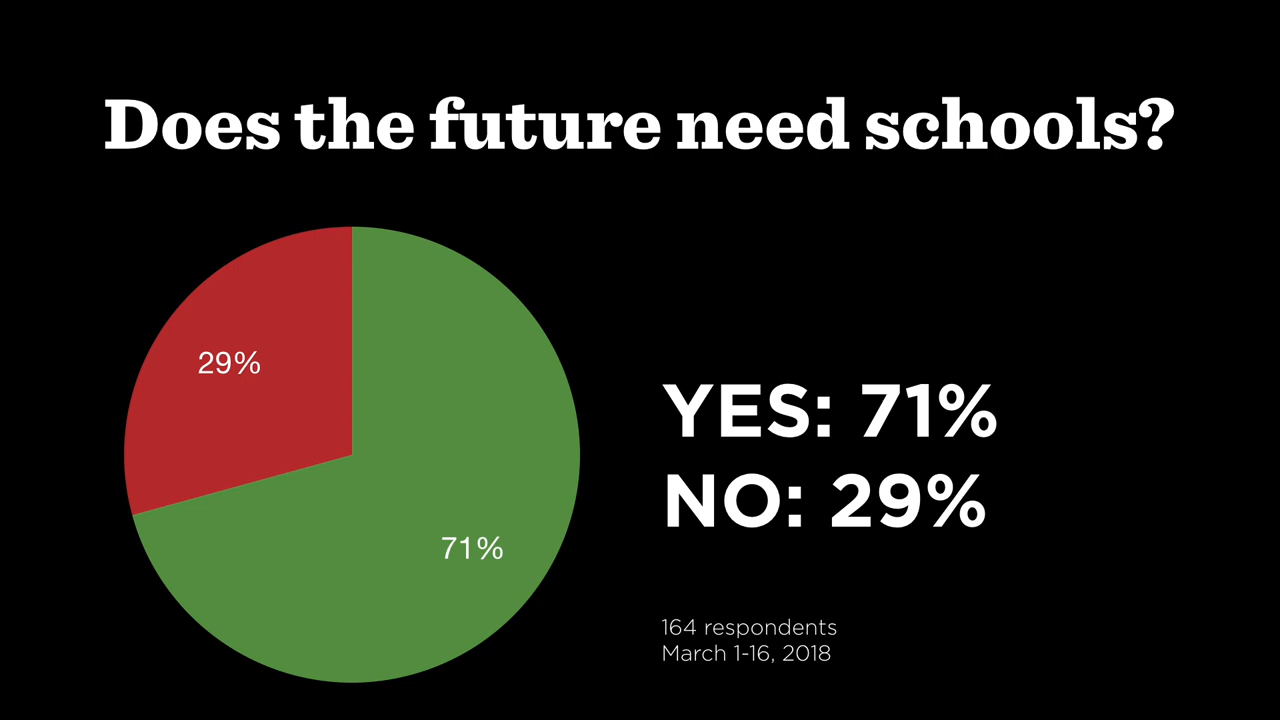 Does the future need schools?
29%
71%
YES: 71%
NO: 29%
164 respondents
March 1-16, 2018